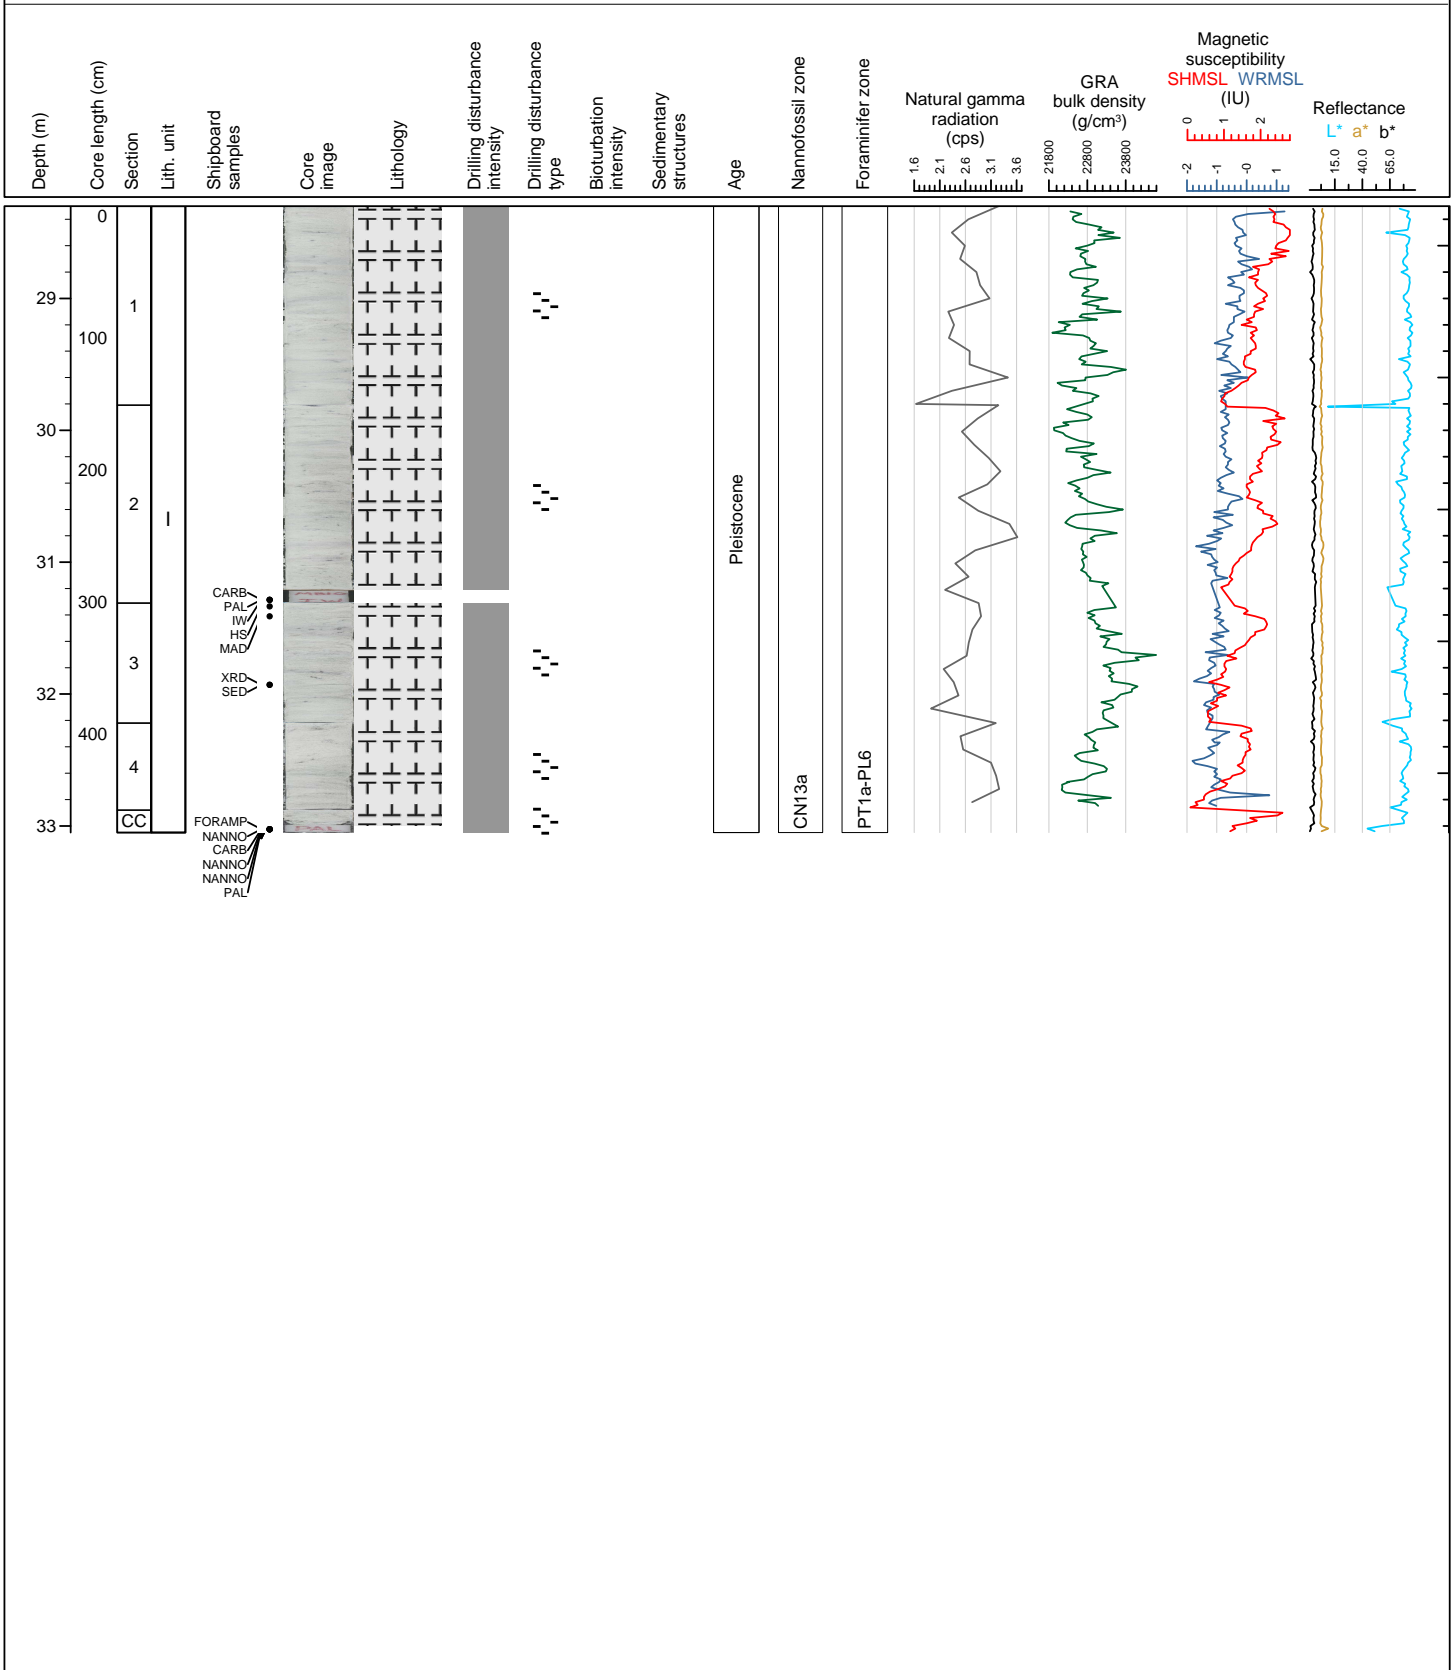 Depth (m)
Core length (cm)
Section
Lith. unit
Shipboard
samples
Core
image
Lithology
Drilling disturbance
intensity
Drilling disturbance
type
Bioturbation
intensity
Sedimentary
structures
Age
Nannofossil zone
Foraminifer zone
Natural gamma
radiation
(cps)
1.6 2.1 2.6 3.1 3.6
GRA
bulk density
(g/cm³)
21800 22800 23800
Magnetic
susceptibility
SHMSL WRMSL
(IU)
0 1 2
-2 -1 -0 1
Reflectance
L* a* b*
15.0 40.0 65.0
29
30
31
32
33
0
100
200
300
400
1
2
3
4
CC
I
CARB
PAL
IW
HS
MAD
XRD
SED
FORAMP
NANNO
CARB
NANNO
NANNO
PAL
PAL
Pleistocene
CN13a
PT1a-PL6